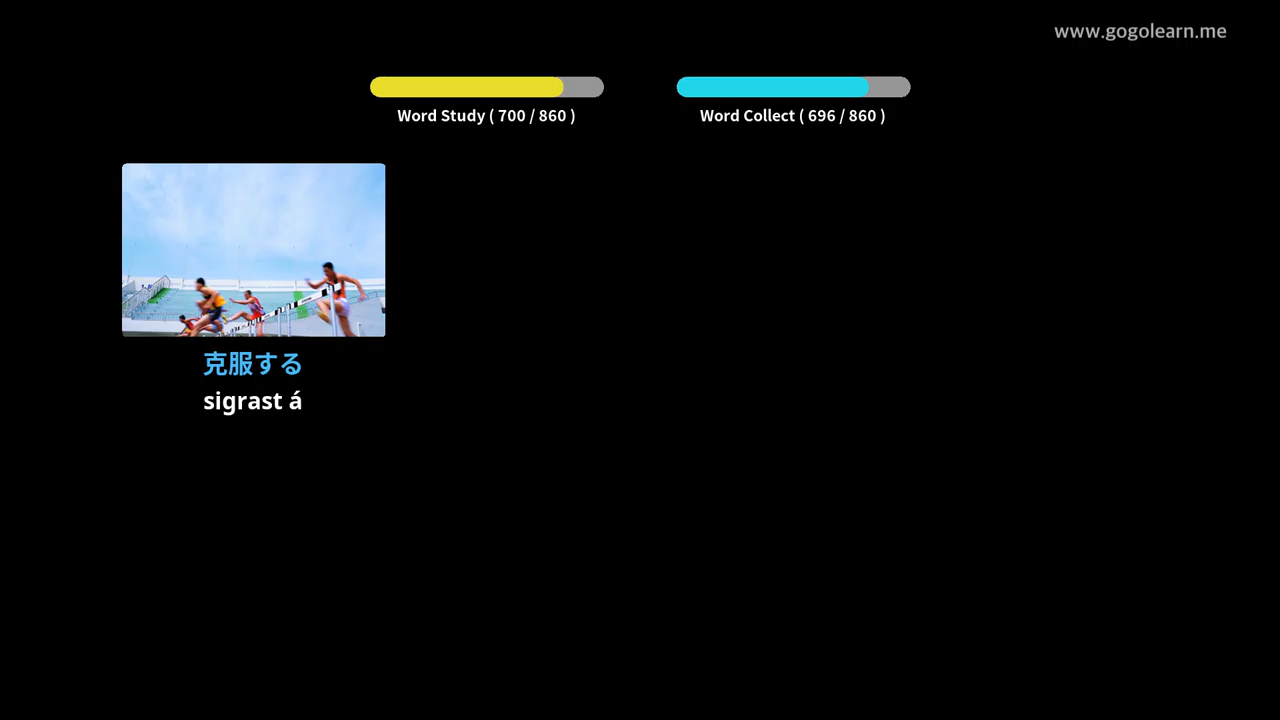 www.gogolearn.me
Word Study ( 700 / 860 )
Word Collect ( 696 / 860 )
克服する
sigrast á